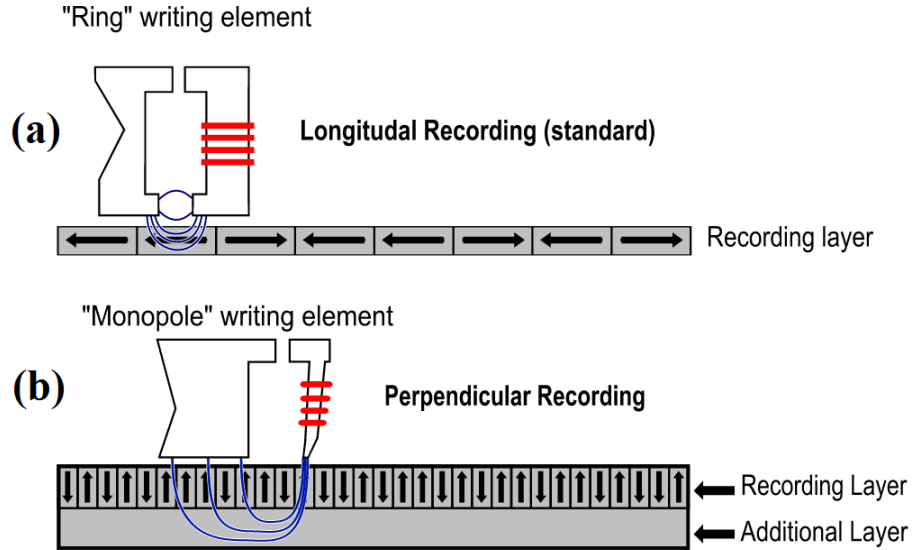 "Ring" writing element
(a)
Longitudal Recording (standard)
Recording layer
"Monopole" writing element
(b)
Perpendicular Recording
Recording Layer
Additional Layer